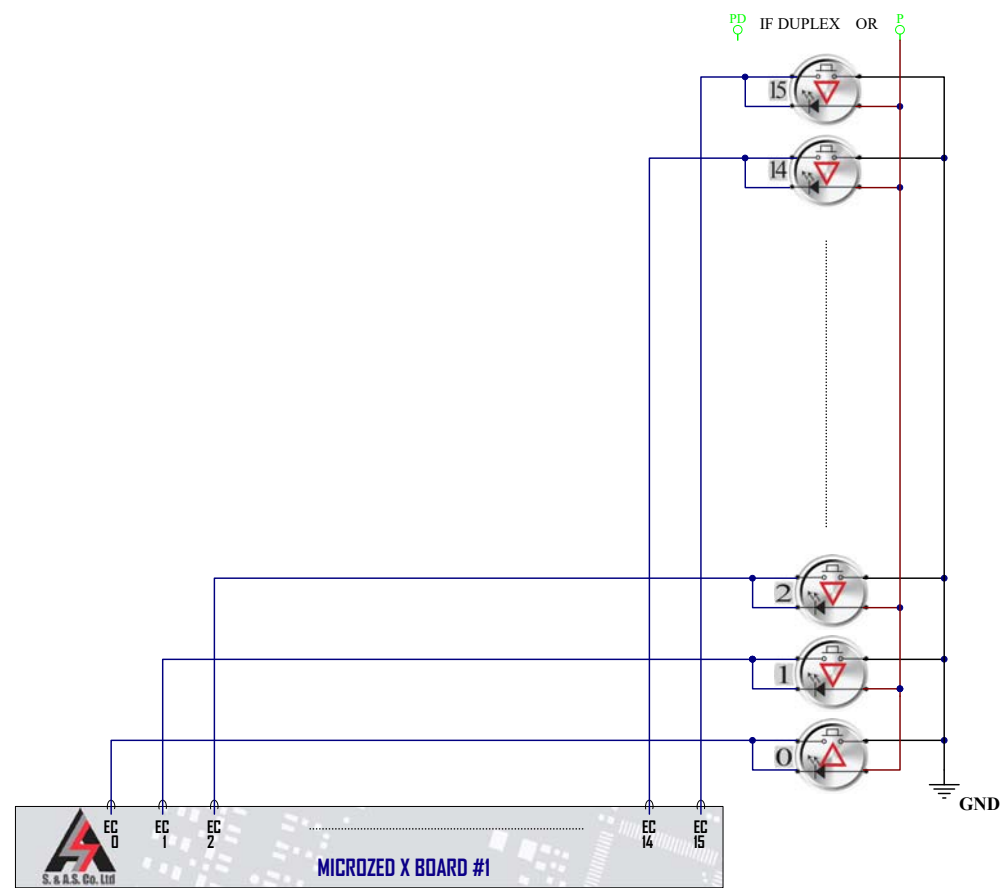 PD IF DUPLEX OR P
15
14
2
1
0
GND
EC 0
EC 1
EC 2
EC 14
EC 15
MICROZED X BOARD #1
S. & A.S. Co. Ltd